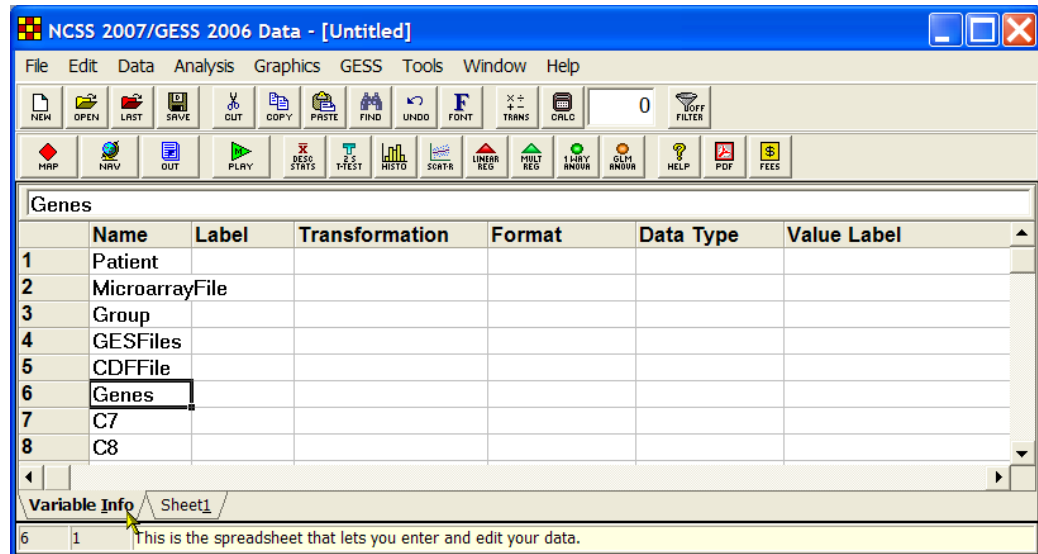 NCSS 2007/GESS 2006 Data - [Untitled]
File Edit Data Analysis Graphics GESS Tools Window Help
NEW OPEN LAST SAVE CUT COPY PASTE FIND UNDO FONT TRANS CALC 0 OFF FILTER
MAP NAV OUT PLAY DESC STATS T-TEST HISTO SCAT-R LINEAR REG MULT REG 1 WAY ANOVA GLM ANOVA HELP PDF FEES
Genes
Name Label Transformation Format Data Type Value Label
1 Patient
2 MicroarrayFile
3 Group
4 GESFiles
5 CDFFile
6 Genes
7 C7
8 C8
Variable Info Sheet1
6 1 This is the spreadsheet that lets you enter and edit your data.